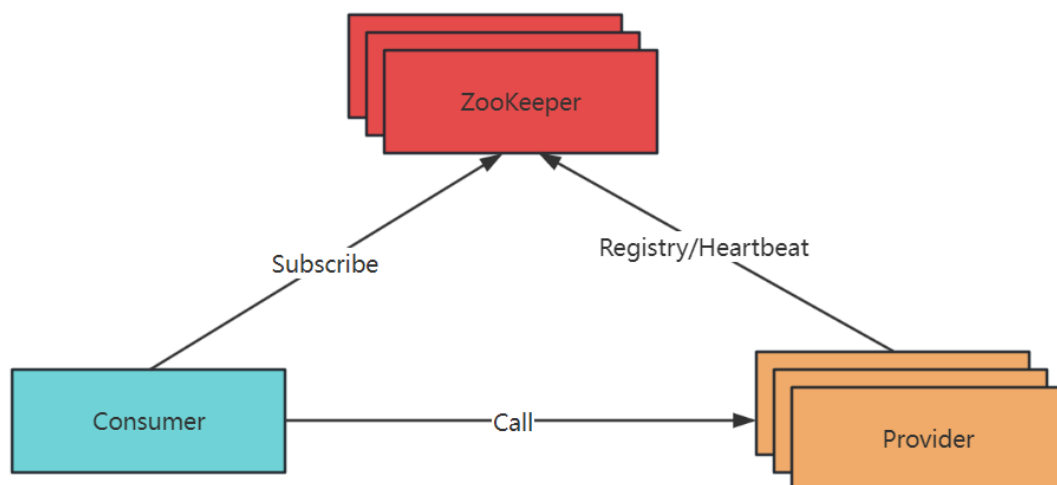 ZooKeeper
Subscribe
Registry/Heartbeat
Consumer
Call
Provider